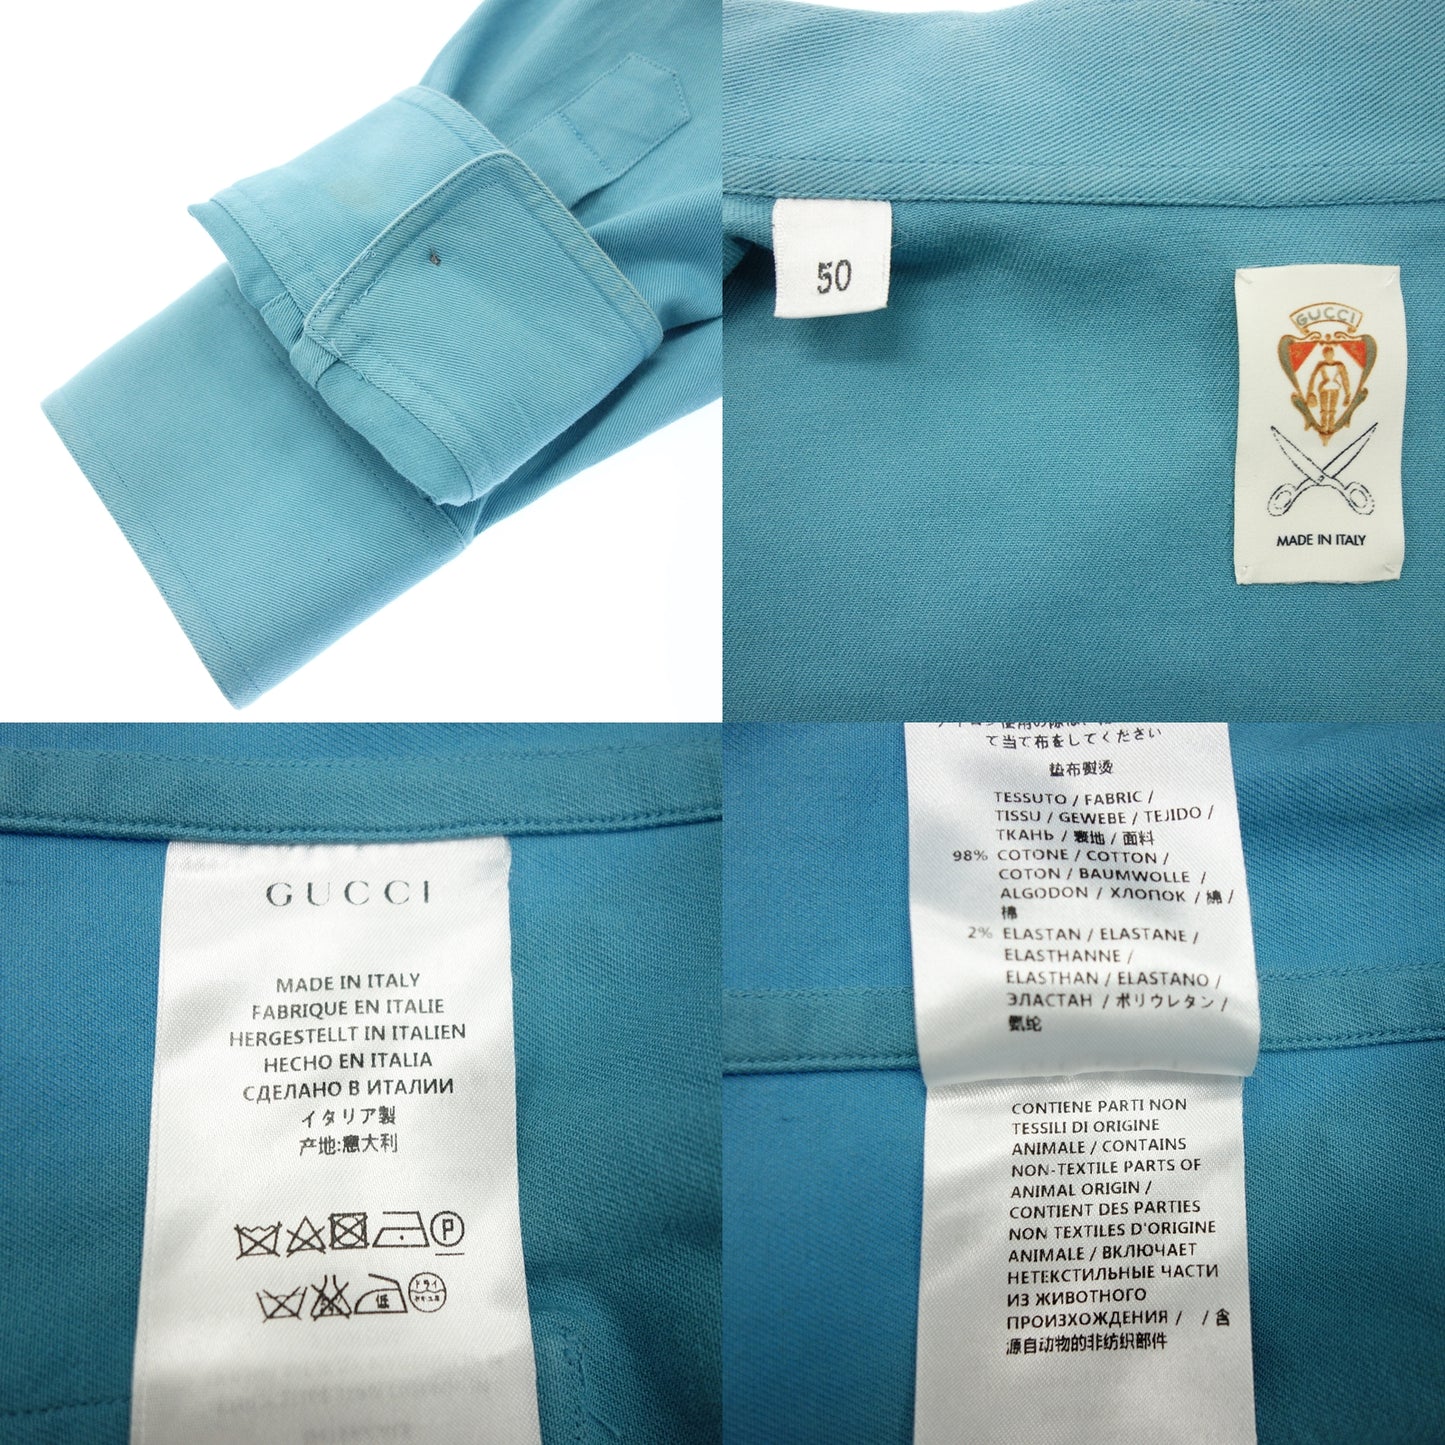 50
GUCCI
MADE IN ITALY
GUCCI
MADE IN ITALY
FABRIQUE EN ITALIE
HERGESTELLT IN ITALIEN
HECHO EN ITALIA
СДЕЛАНО В ИТАЛИИ
イタリア製
产地:意大利
P
低
ドライ
て当て布をしてください
垫布熨烫
TESSUTO / FABRIC /
TISSU / GEWEBE / TEJIDO /
ТКАНЬ / 表地 / 面料
98% COTONE / COTTON /
COTON / BAUMWOLLE /
ALGODON / ХЛОПОК / 綿 /
棉
2% ELASTAN / ELASTANE /
ELASTHANNE /
ELASTHAN / ELASTANO /
ЭЛАСТАН / ポリウレタン /
氨纶
CONTIENE PARTI NON
TESSILI DI ORIGINE
ANIMALE / CONTAINS
NON-TEXTILE PARTS OF
ANIMAL ORIGIN /
CONTIENT DES PARTIES
NON TEXTILES D'ORIGINE
ANIMALE / ВКЛЮЧАЕТ
НЕТЕКСТИЛЬНЫЕ ЧАСТИ
ИЗ ЖИВОТНОГО
ПРОИЗХОЖДЕНИЯ / / 含
源自动物的非纺织部件